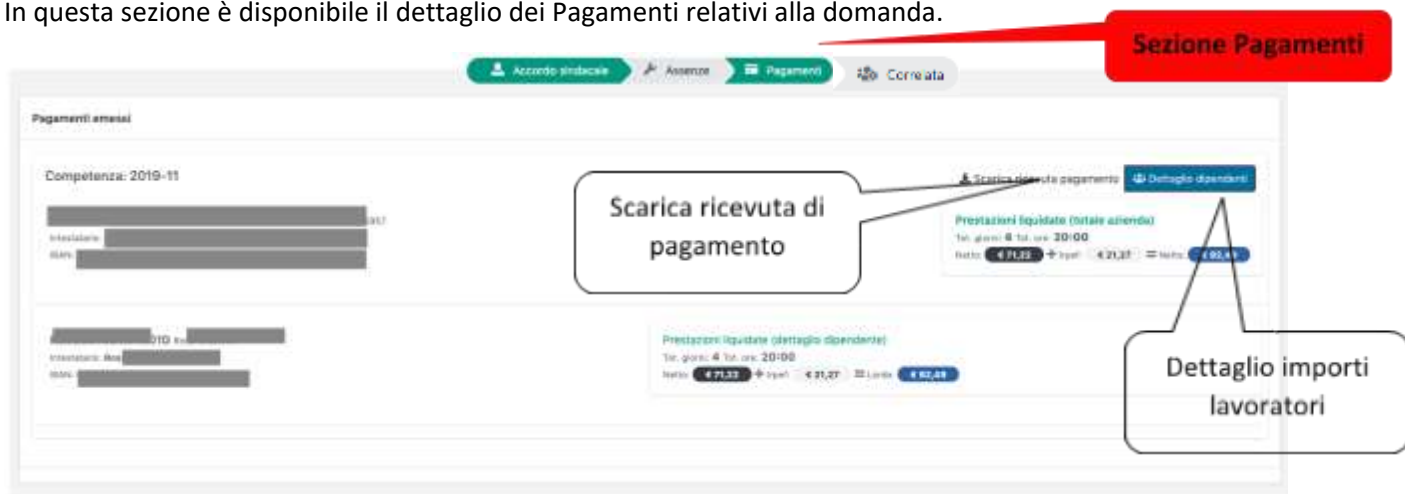 In questa sezione è disponibile il dettaglio dei Pagamenti relativi alla domanda.
Sezione Pagamenti
Accordo sindacale Assenze Pagamenti Correlata
Pagamenti emessi
Competenza: 2019-11
Scarica ricevuta pagamento Dettaglio dipendenti
Scarica ricevuta di
pagamento
Intestatario:
IBAN:
Prestazioni liquidate (totale azienda)
Tot. giorni: 4 Tot. ore: 20:00
Netto: € 71,22 + Irpef: € 21,27 = Netto:
Intestatario:
IBAN:
Prestazioni liquidate (dettaglio dipendente)
Tot. giorni: 4 Tot. ore: 20:00
Netto: € 71,22 + Irpef: € 21,27 = Lordo: € 92,49
Dettaglio importi
lavoratori